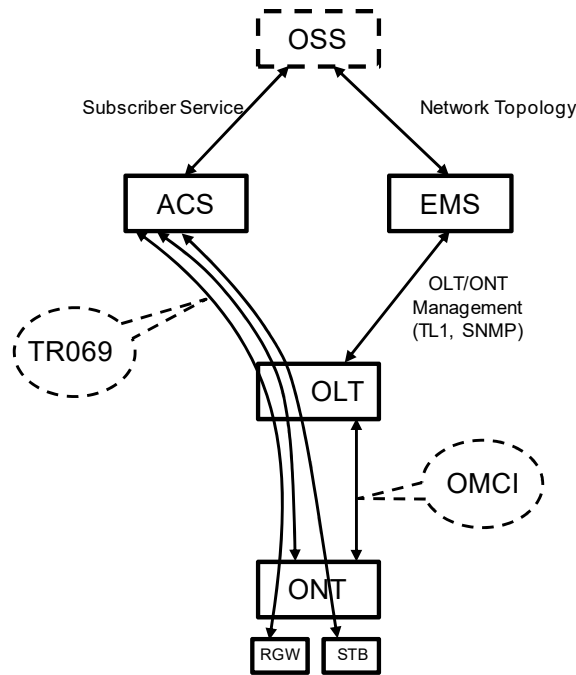 OSS
Subscriber Service
Network Topology
ACS
EMS
OLT/ONT
Management
(TL1, SNMP)
TR069
OLT
OMCI
ONT
RGW
STB